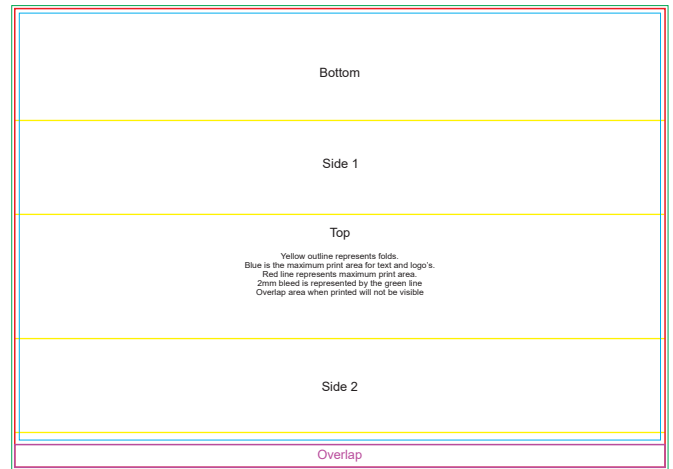 Bottom
Side 1
Top
Yellow outline represents folds.
Blue is the maximum print area for text and logo's.
Red line represents maximum print area.
2mm bleed is represented by the green line
Overlap area when printed will not be visible
Side 2
Overlap